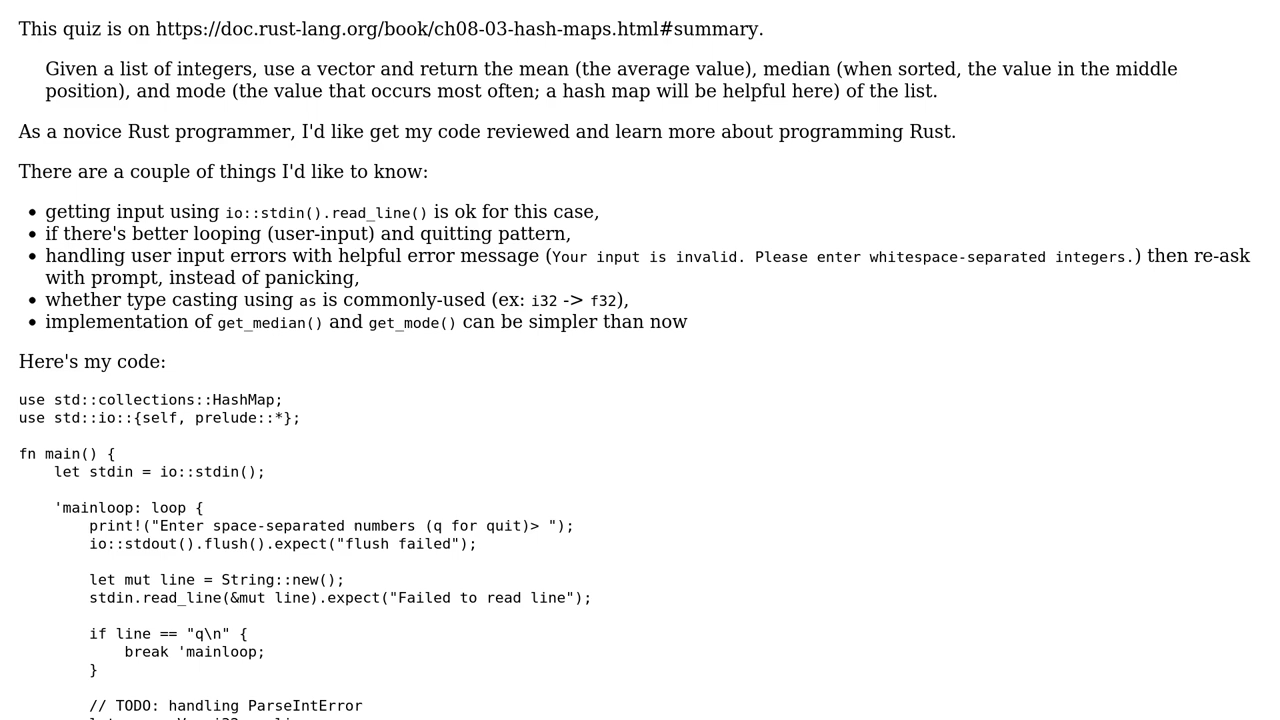 This quiz is on https://doc.rust-lang.org/book/ch08-03-hash-maps.html#summary.
Given a list of integers, use a vector and return the mean (the average value), median (when sorted, the value in the middle
position), and mode (the value that occurs most often; a hash map will be helpful here) of the list.
As a novice Rust programmer, I'd like get my code reviewed and learn more about programming Rust.
There are a couple of things I'd like to know:
• getting input using io::stdin().read_line() is ok for this case,
• if there's better looping (user-input) and quitting pattern,
• handling user input errors with helpful error message (Your input is invalid. Please enter whitespace-separated integers.) then re-ask
with prompt, instead of panicking,
• whether type casting using as is commonly-used (ex: i32 -> f32),
• implementation of get_median() and get_mode() can be simpler than now
Here's my code:
use std::collections::HashMap;
use std::io::{self, prelude::*};
fn main() {
    let stdin = io::stdin();
    'mainloop: loop {
        print!("Enter space-separated numbers (q for quit)> ");
        io::stdout().flush().expect("flush failed");
        let mut line = String::new();
        stdin.read_line(&mut line).expect("Failed to read line");
        if line == "q\n" {
            break 'mainloop;
        }
        // TODO: handling ParseIntError